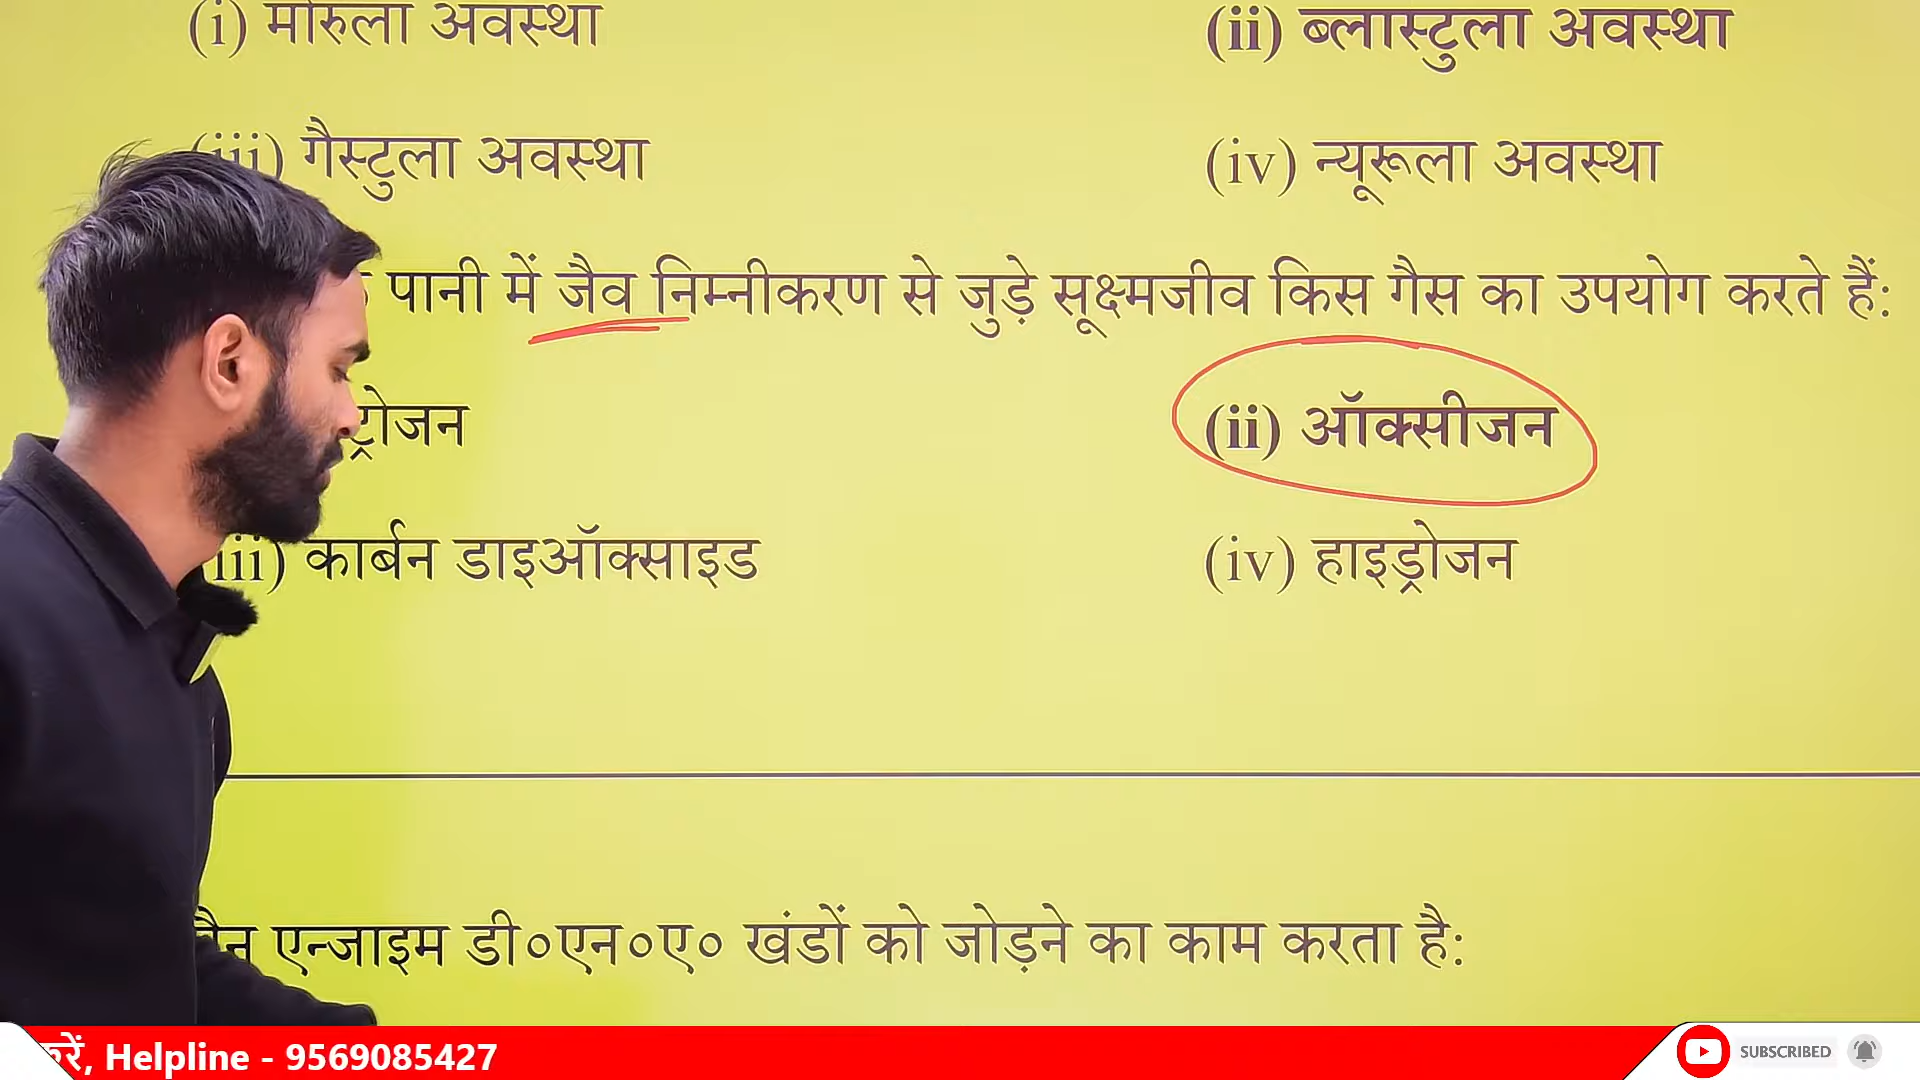 (i) मोरुला अवस्था (ii) ब्लास्टुला अवस्था
(iii) गैस्टुला अवस्था (iv) न्यूरूला अवस्था
पानी में जैव निम्नीकरण से जुड़े सूक्ष्मजीव किस गैस का उपयोग करते हैं:
(ii) ऑक्सीजन
(iii) कार्बन डाइऑक्साइड (iv) हाइड्रोजन
एन्जाइम डी०एन०ए० खंडों को जोड़ने का काम करता है:
करें, Helpline - 9569085427 SUBSCRIBED